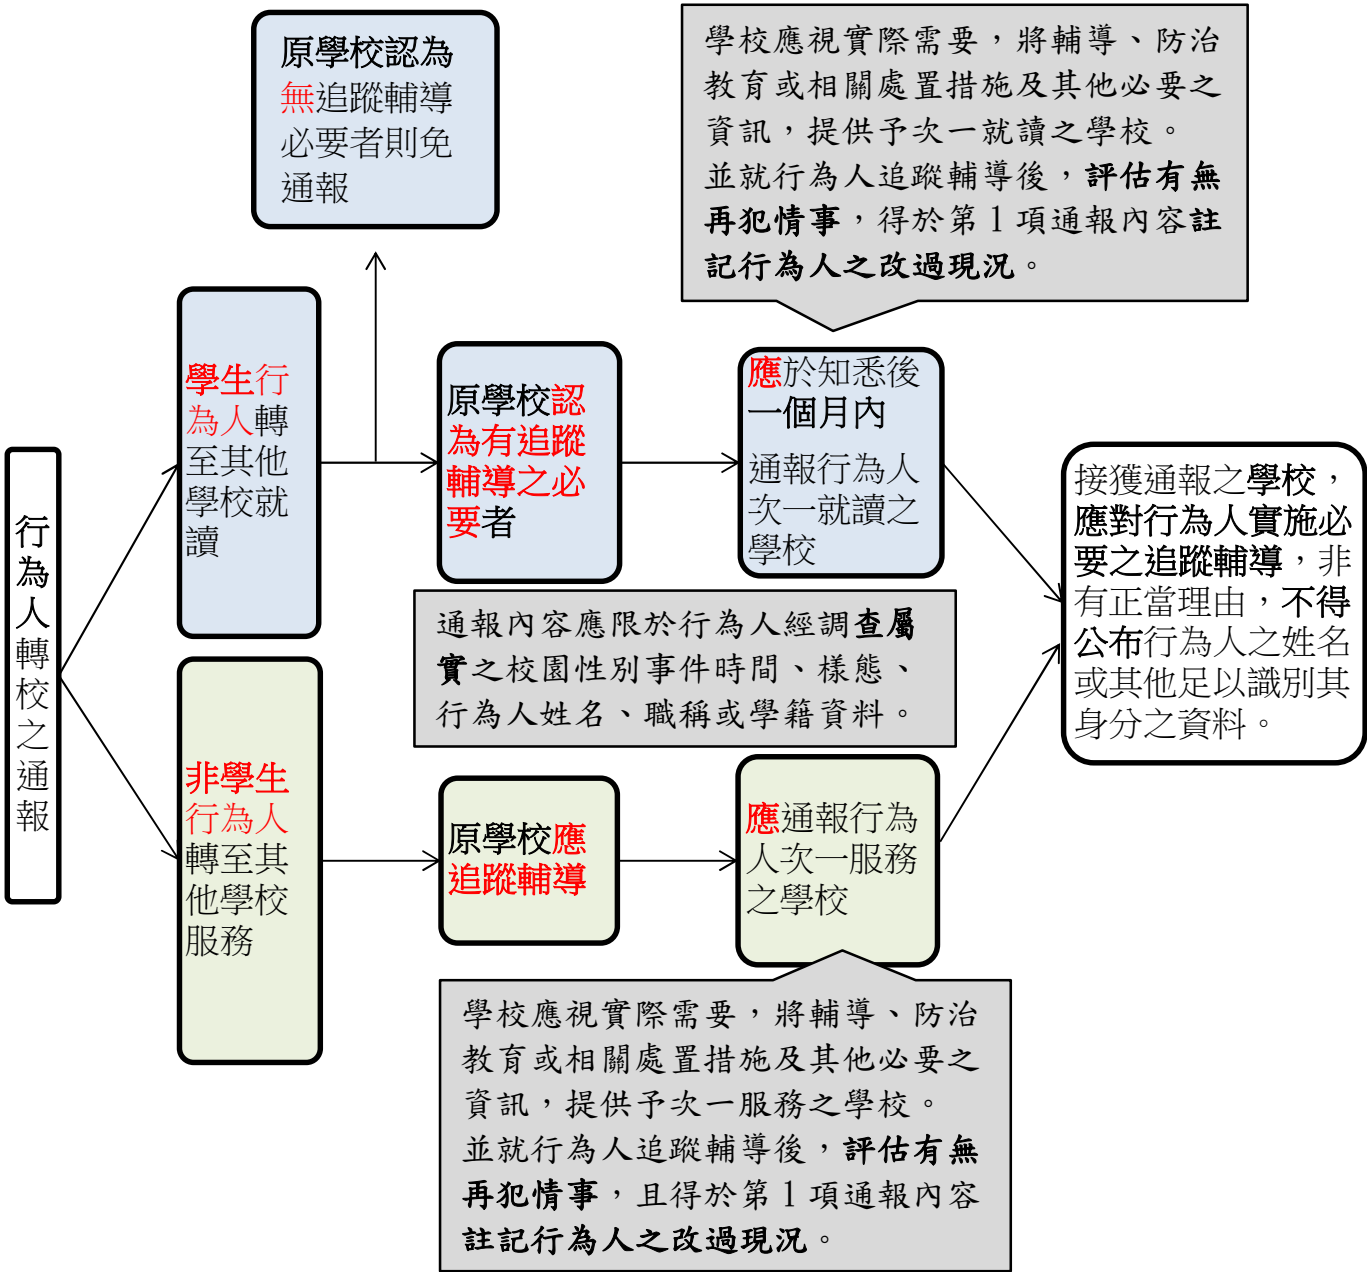 原學校認為
無追蹤輔導
必要者則免
通報
學校應視實際需要，將輔導、防治
教育或相關處置措施及其他必要之
資訊，提供予次一就讀之學校。
並就行為人追蹤輔導後，評估有無
再犯情事，得於第1項通報內容註
記行為人之改過現況。
行為人轉校之通報
學生行
為人轉
至其他
學校就
讀
原學校認
為有追蹤
輔導之必
要者
應於知悉後
一個月內
通報行為人
次一就讀之
學校
接獲通報之學校，
應對行為人實施必
要之追蹤輔導，非
有正當理由，不得
公布行為人之姓名
或其他足以識別其
身分之資料。
通報內容應限於行為人經調查屬
實之校園性別事件時間、樣態、
行為人姓名、職稱或學籍資料。
非學生
行為人
轉至其
他學校
服務
原學校應
追蹤輔導
應通報行為
人次一服務
之學校
學校應視實際需要，將輔導、防治
教育或相關處置措施及其他必要之
資訊，提供予次一服務之學校。
並就行為人追蹤輔導後，評估有無
再犯情事，且得於第1項通報內容
註記行為人之改過現況。